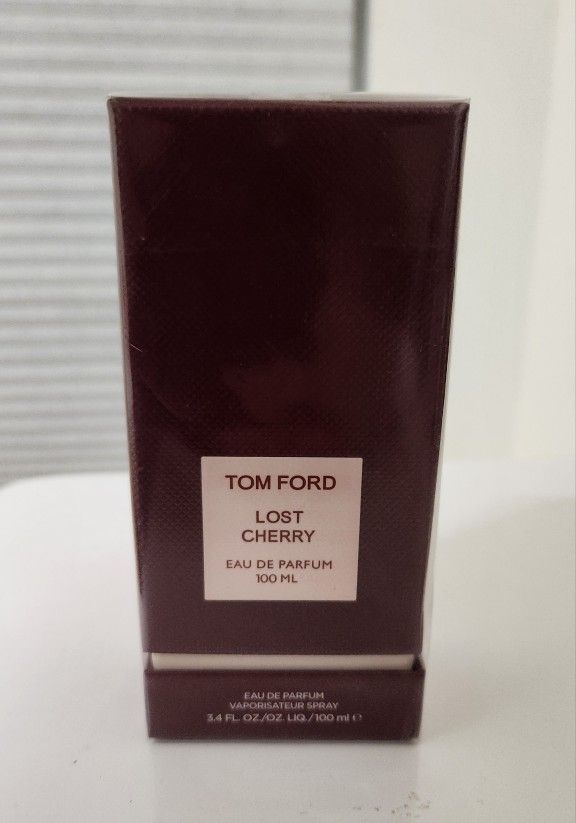 TOM FORD
LOST
CHERRY
EAU DE PARFUM
100 ML
EAU DE PARFUM
VAPORISATEUR SPRAY
3.4 FL. OZ./OZ. LIQ./100 ml ℮